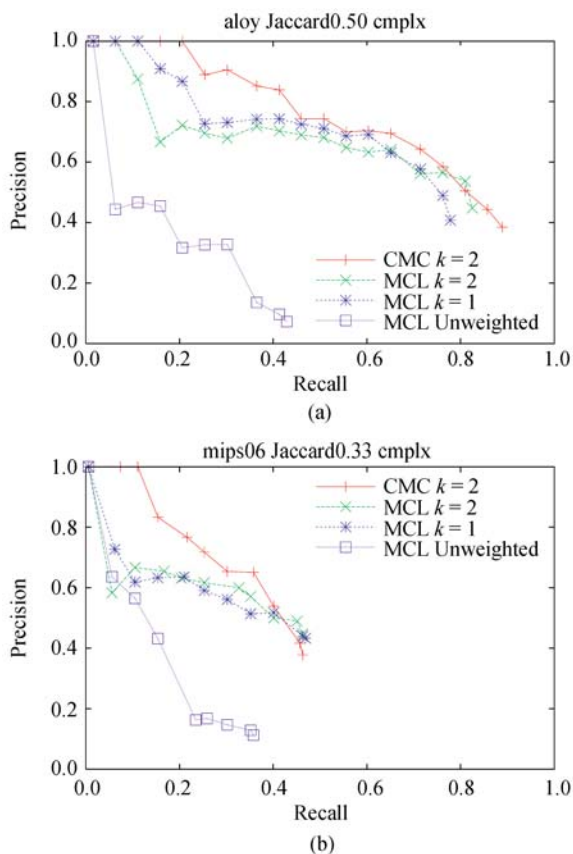 aloy Jaccard0.50 cmplx
1.0
0.8
0.6
0.4
0.2
0.0
Precision
CMC k = 2
MCL k = 2
MCL k = 1
MCL Unweighted
0.0 0.2 0.4 0.6 0.8 1.0
Recall
(a)
mips06 Jaccard0.33 cmplx
1.0
0.8
0.6
0.4
0.2
0.0
Precision
CMC k = 2
MCL k = 2
MCL k = 1
MCL Unweighted
0.0 0.2 0.4 0.6 0.8 1.0
Recall
(b)